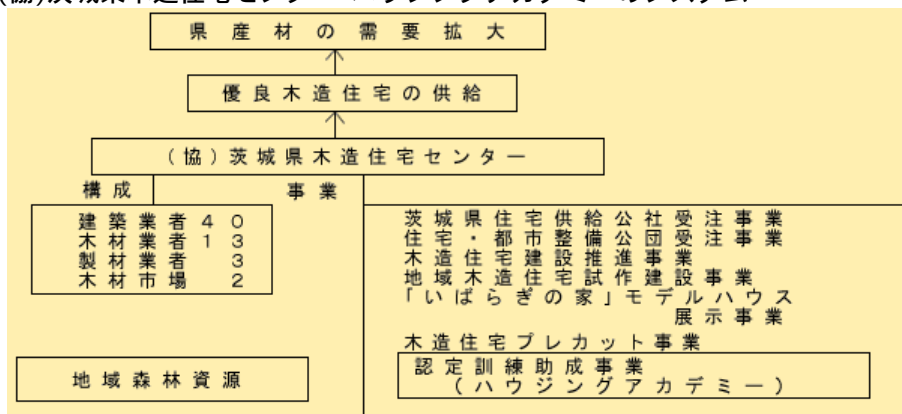 県産材の需要拡大
優良木造住宅の供給
(協)茨城県木造住宅センター
構成
事業
建築業者40
木材業者13
製材業者 3
木材市場 2
茨城県住宅供給公社受注事業
住宅・都市整備公団受注事業
木造住宅建設推進事業
地域木造住宅試作建設事業
「いばらぎの家」モデルハウス
展示事業
木造住宅プレカット事業
認定訓練助成事業
(ハウジングアカデミー)
地域森林資源